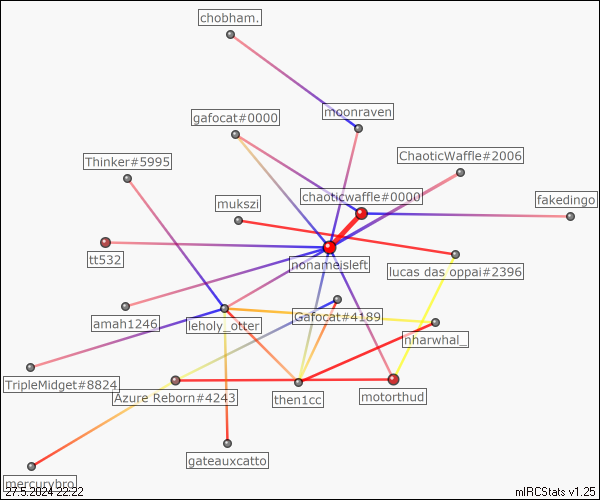 chobham.
moonraven
gafocat#0000
Thinker#5995
ChaoticWaffle#2006
mukszi
chaoticwaffle#0000
fakedingo
tt532
nonameisleft
lucas das oppai#2396
amah1246
leholy_otter
Gafocat#4189
nharwhal_
TripleMidget#8824
Azure Reborn#4243
then1cc
motorthud
gateauxcatto
mercurybro
27.5.2024 22:22
mIRCStats v1.25